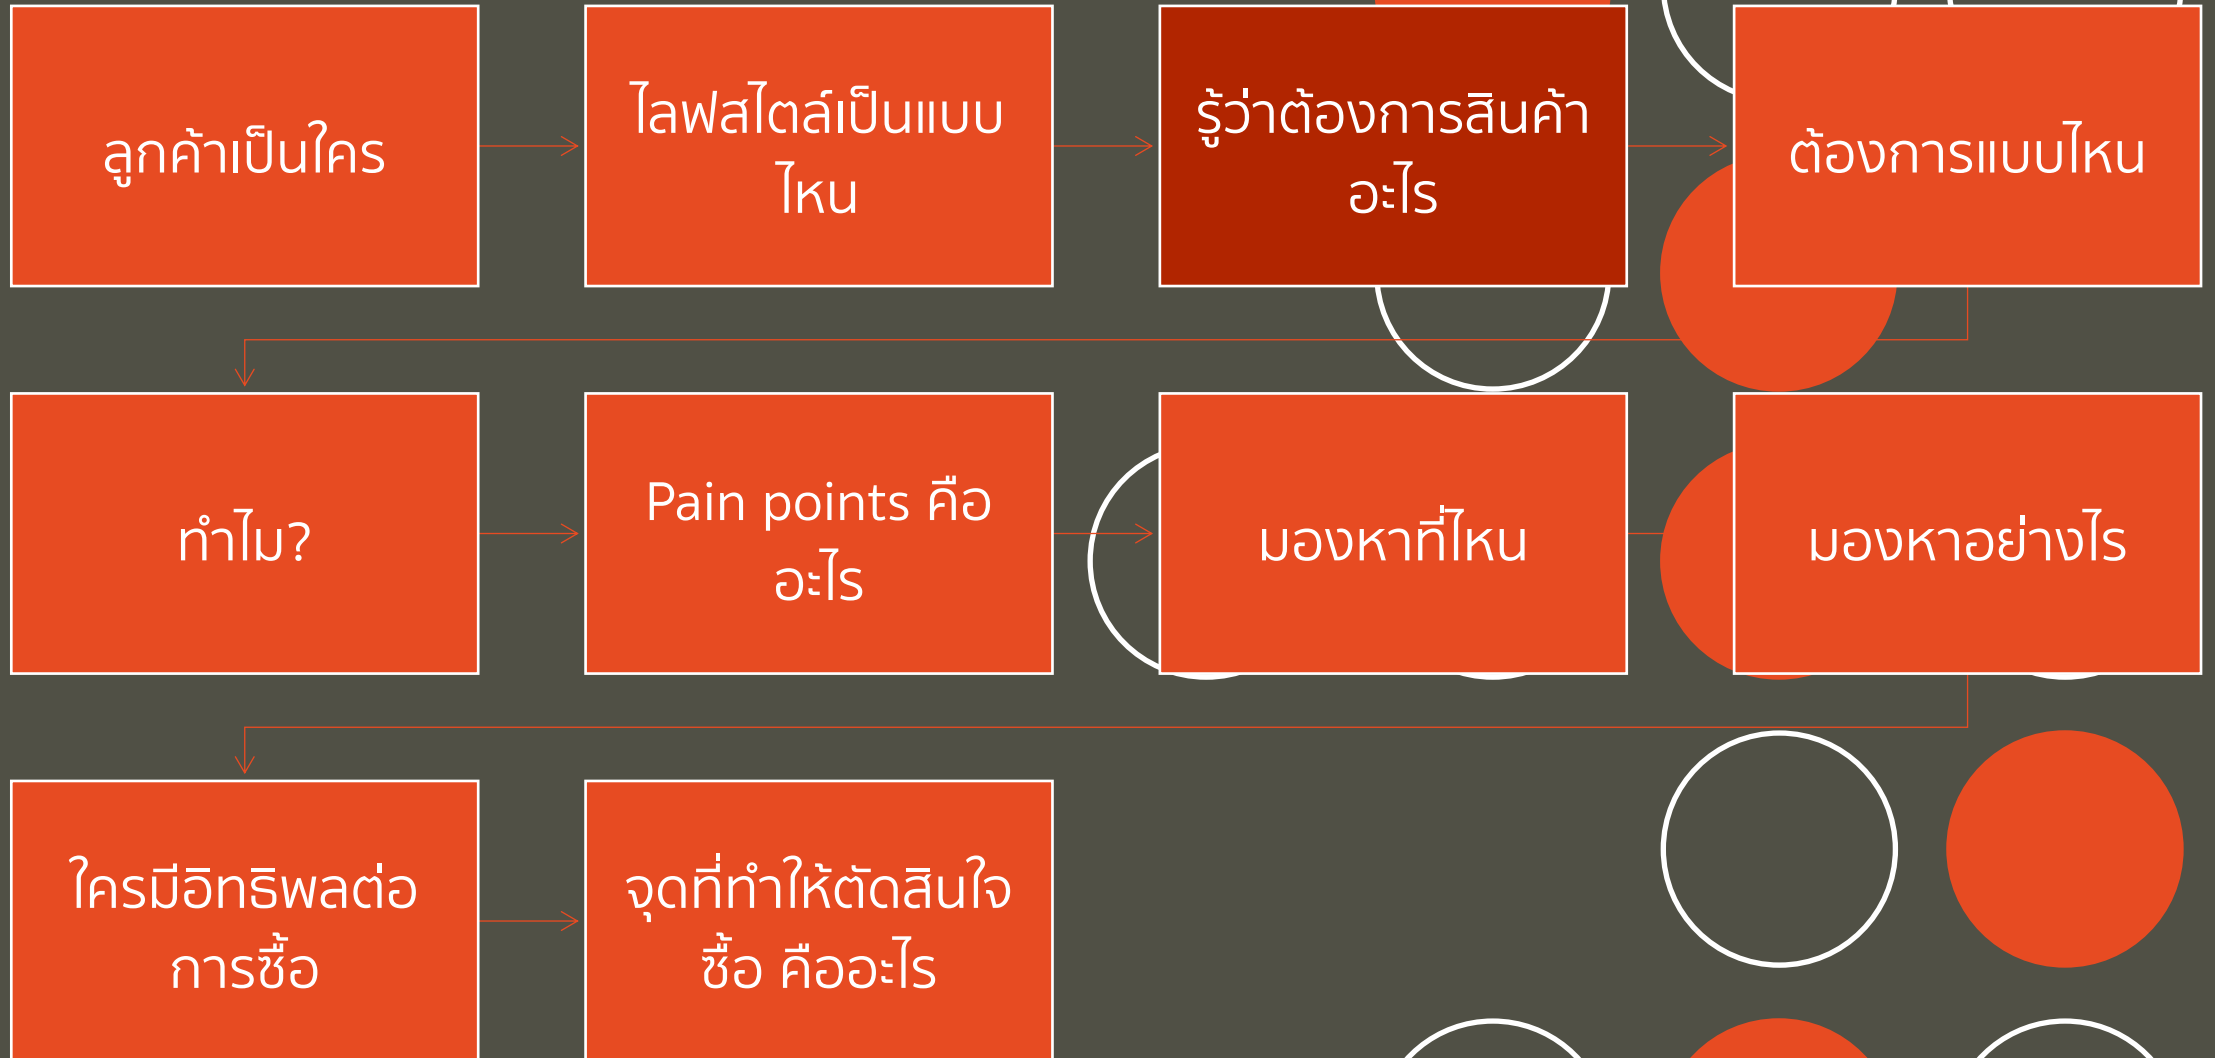 ลูกค้าเป็นใคร
ไลฟสไตล์เป็นแบบ
ไหน
รู้ว่าต้องการสินค้า
อะไร
ต้องการแบบไหน
ทำไม?
Pain points คือ
อะไร
มองหาที่ไหน
มองหาอย่างไร
ใครมีอิทธิพลต่อ
การซื้อ
จุดที่ทำให้ตัดสินใจ
ซื้อ คืออะไร